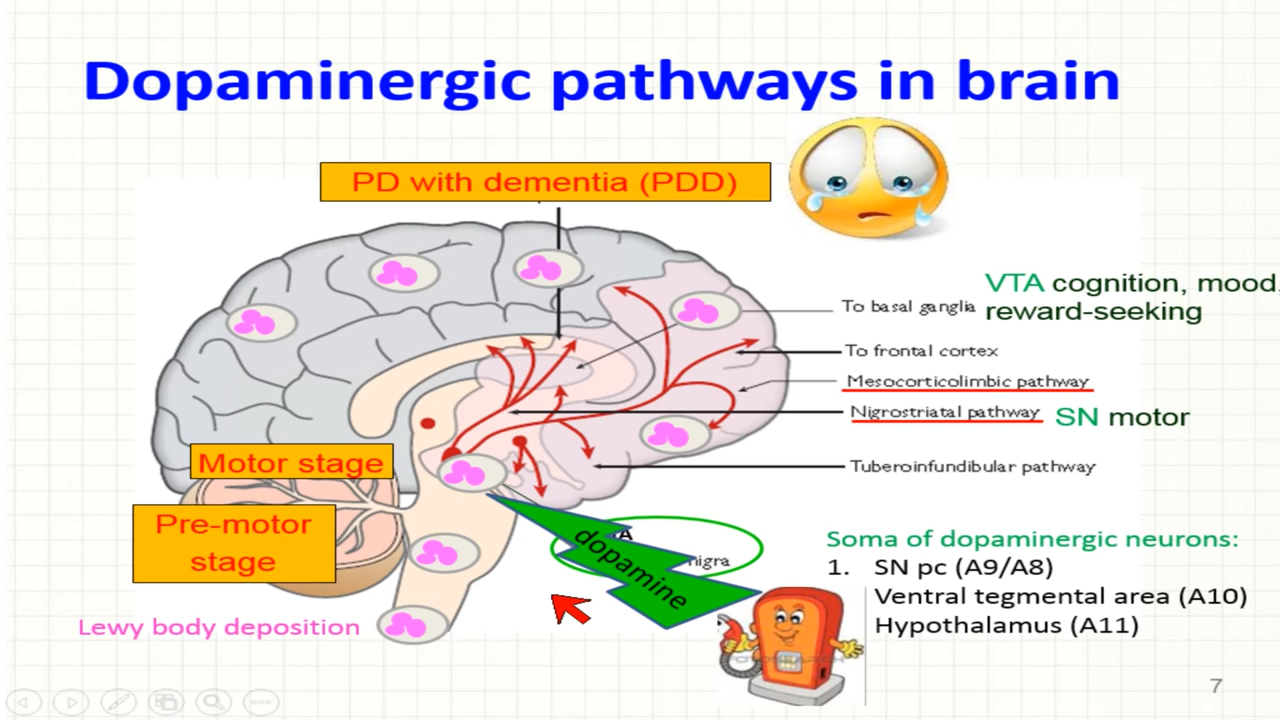 Dopaminergic pathways in brain
PD with dementia (PDD)
VTA cognition, mood,
reward-seeking
To basal ganglia
To frontal cortex
Mesocorticolimbic pathway
Nigrostriatal pathway
SN motor
Tuberoinfundibular pathway
Motor stage
Pre-motor
stage
Lewy body deposition
dopamine
Soma of dopaminergic neurons:
1. SN pc (A9/A8)
Ventral tegmental area (A10)
Hypothalamus (A11)
7